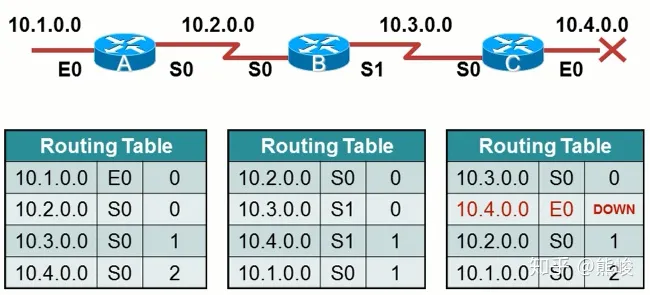 10.1.0.0 10.2.0.0 10.3.0.0 10.4.0.0
E0 A S0 S0 B S1 S0 C E0
Routing Table
10.1.0.0 E0 0
10.2.0.0 S0 0
10.3.0.0 S0 1
10.4.0.0 S0 2
Routing Table
10.2.0.0 S0 0
10.3.0.0 S1 0
10.4.0.0 S1 1
10.1.0.0 S0 1
Routing Table
10.3.0.0 S0 0
10.4.0.0 E0 DOWN
10.2.0.0 S0 1
10.1.0.0 S0 2
知乎 @熊峻